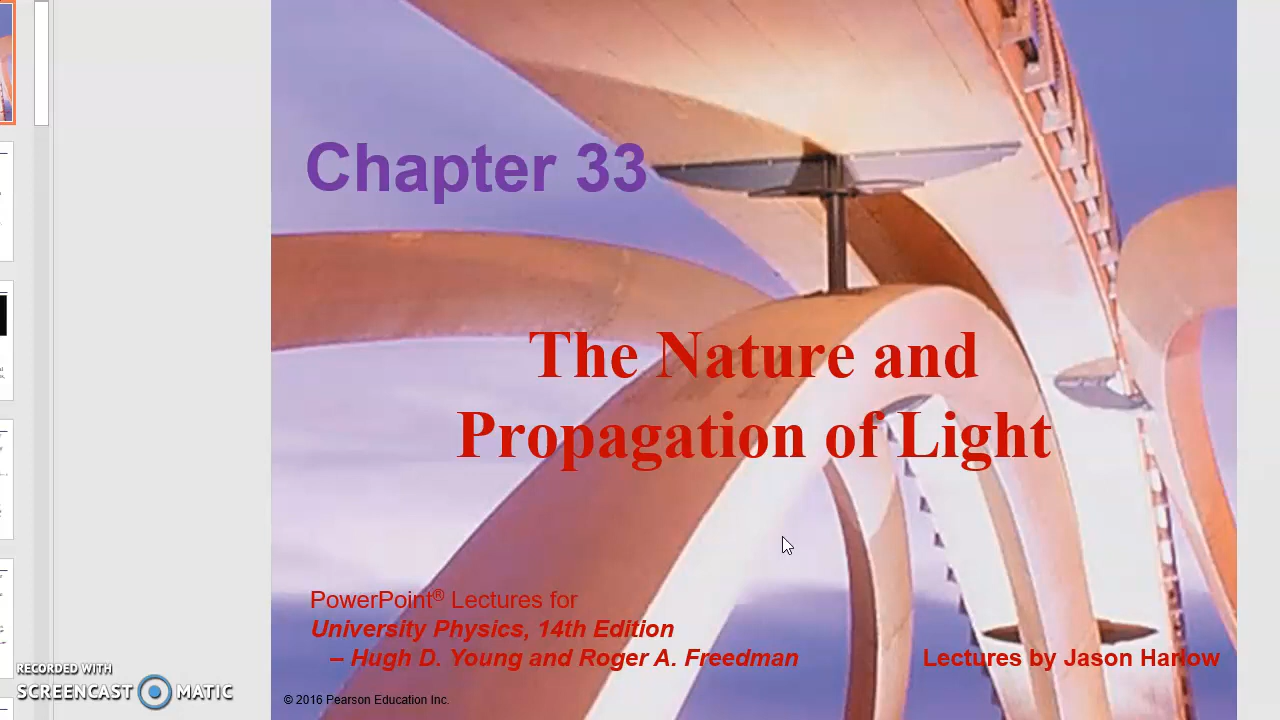 Chapter 33
The Nature and
Propagation of Light
PowerPoint® Lectures for
University Physics, 14th Edition
– Hugh D. Young and Roger A. Freedman
Lectures by Jason Harlow
© 2016 Pearson Education Inc.
RECORDED WITH
SCREENCAST MATIC